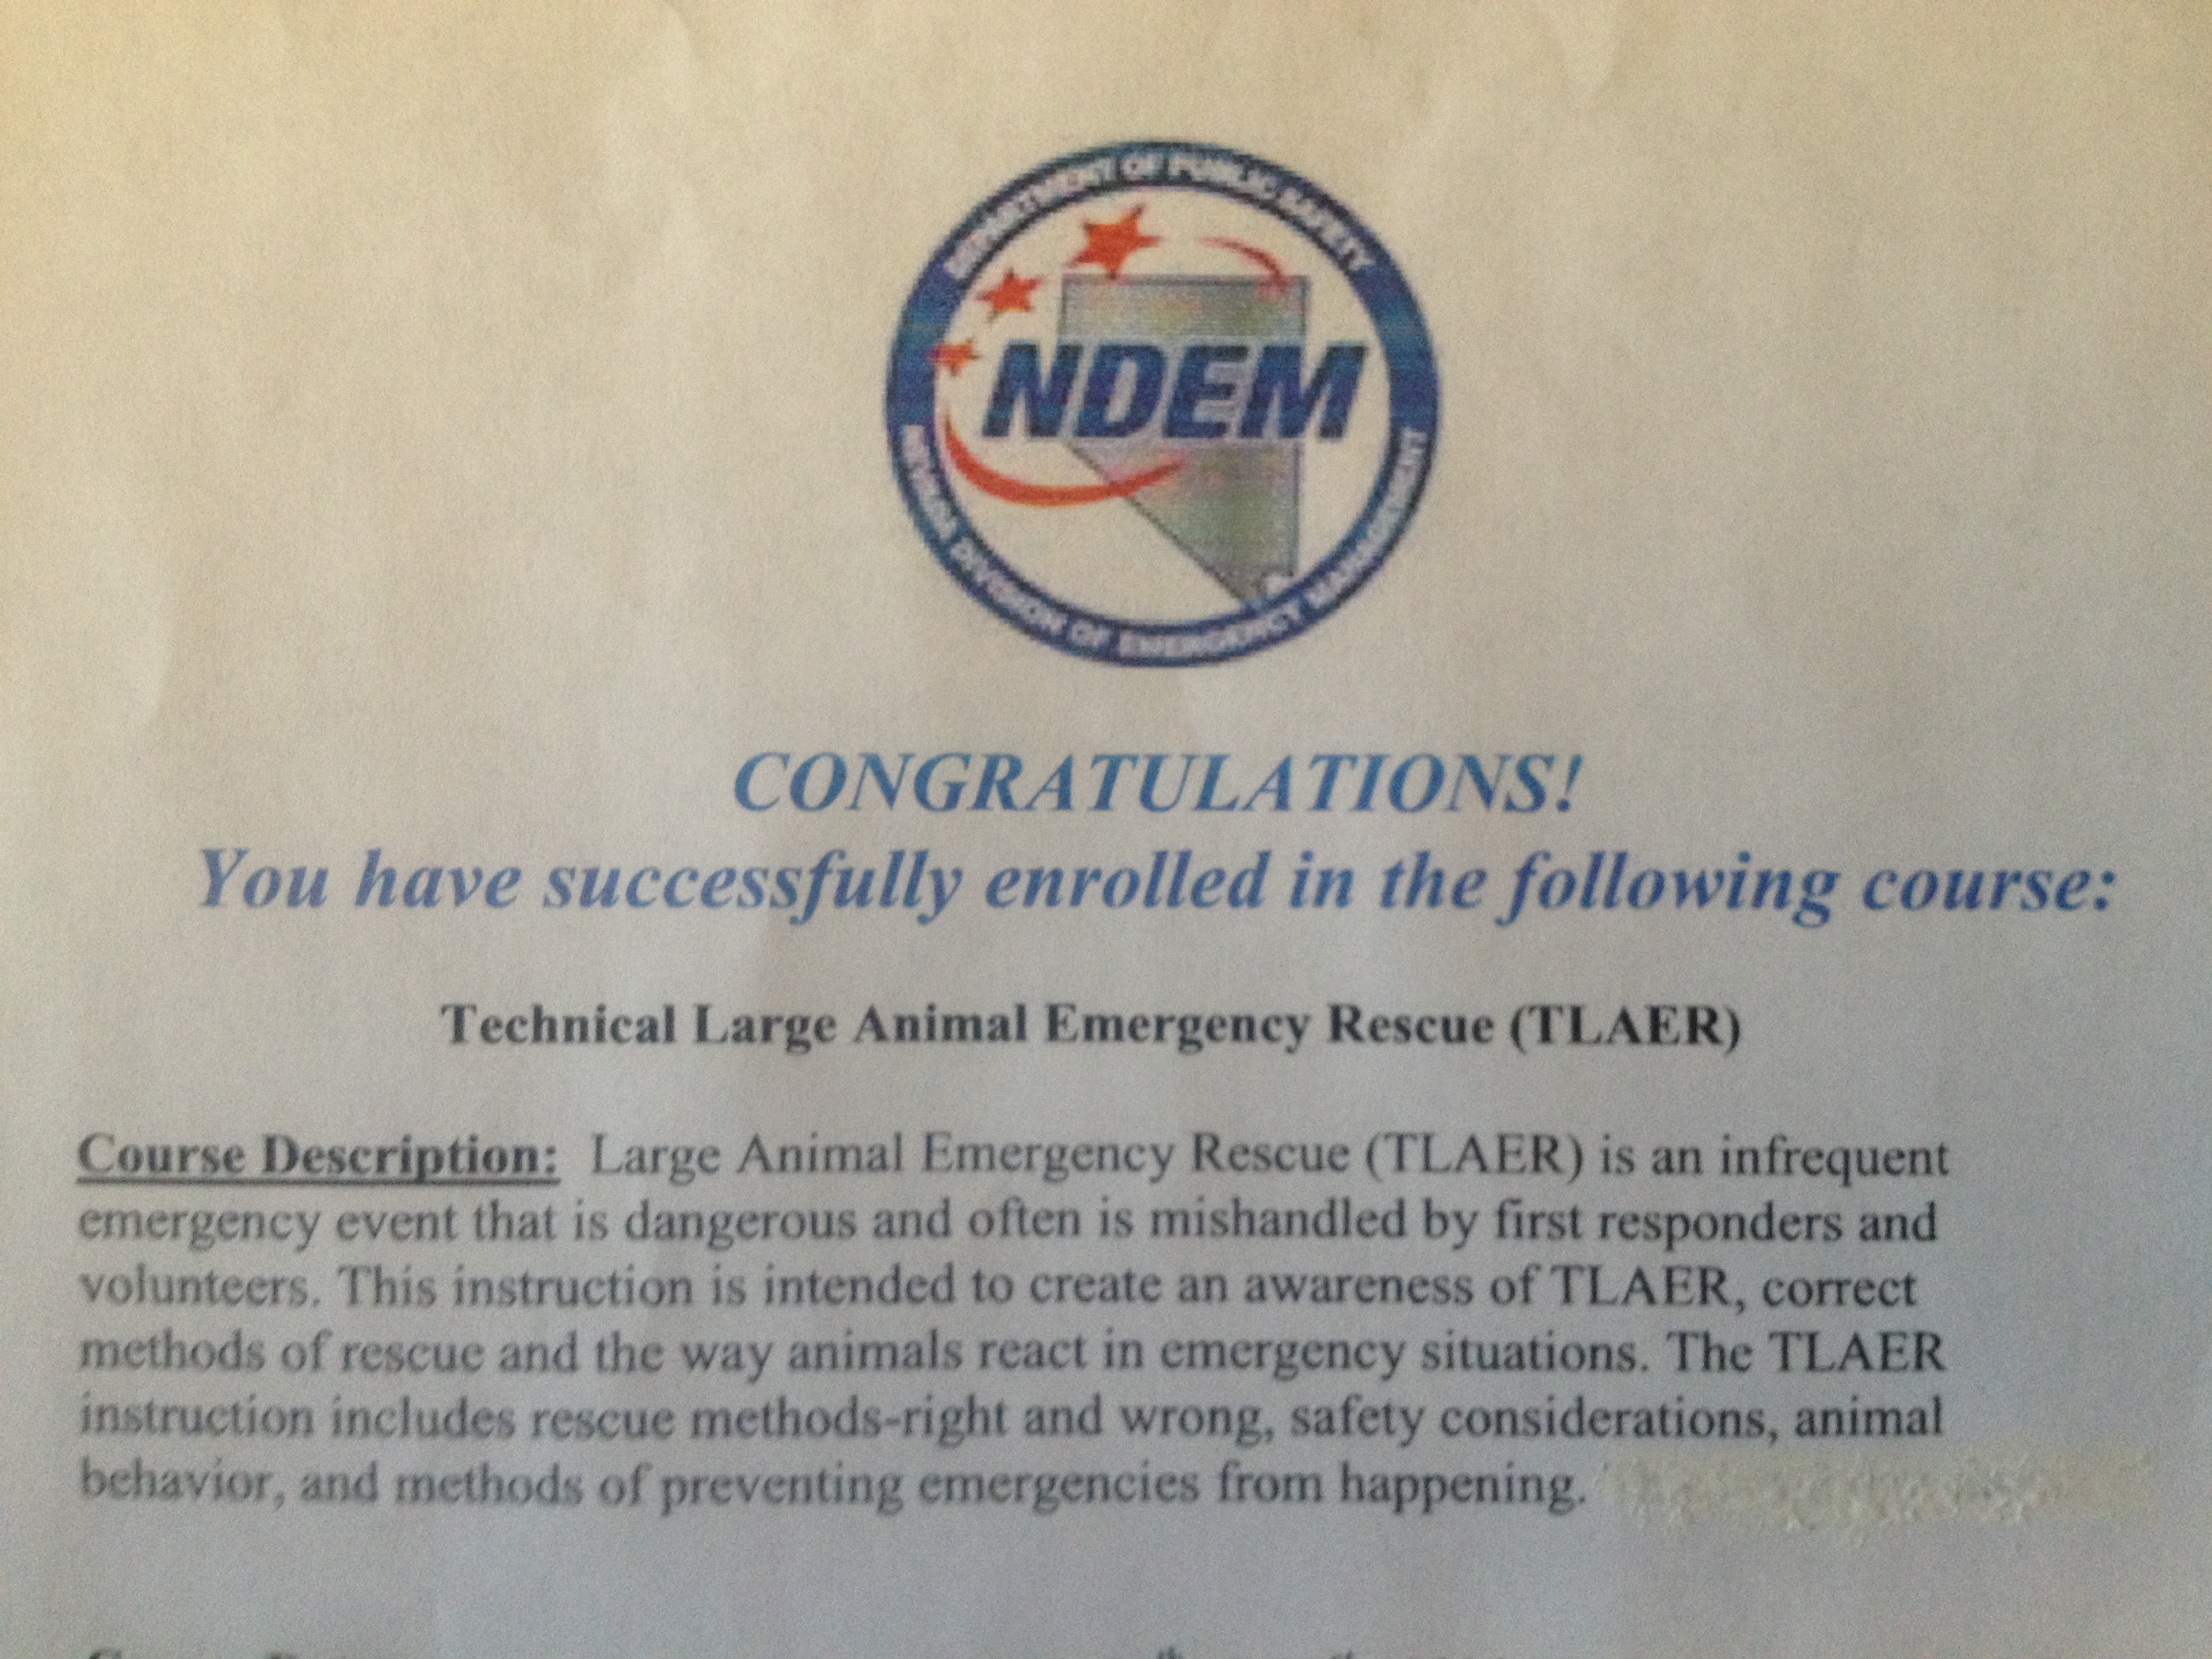 DEPARTMENT OF PUBLIC SAFETY
NDEM
NEVADA DIVISION OF EMERGENCY MANAGEMENT
CONGRATULATIONS!
You have successfully enrolled in the following course:
Technical Large Animal Emergency Rescue (TLAER)
Course Description: Large Animal Emergency Rescue (TLAER) is an infrequent
emergency event that is dangerous and often is mishandled by first responders and
volunteers. This instruction is intended to create an awareness of TLAER, correct
methods of rescue and the way animals react in emergency situations. The TLAER
instruction includes rescue methods-right and wrong, safety considerations, animal
behavior, and methods of preventing emergencies from happening.